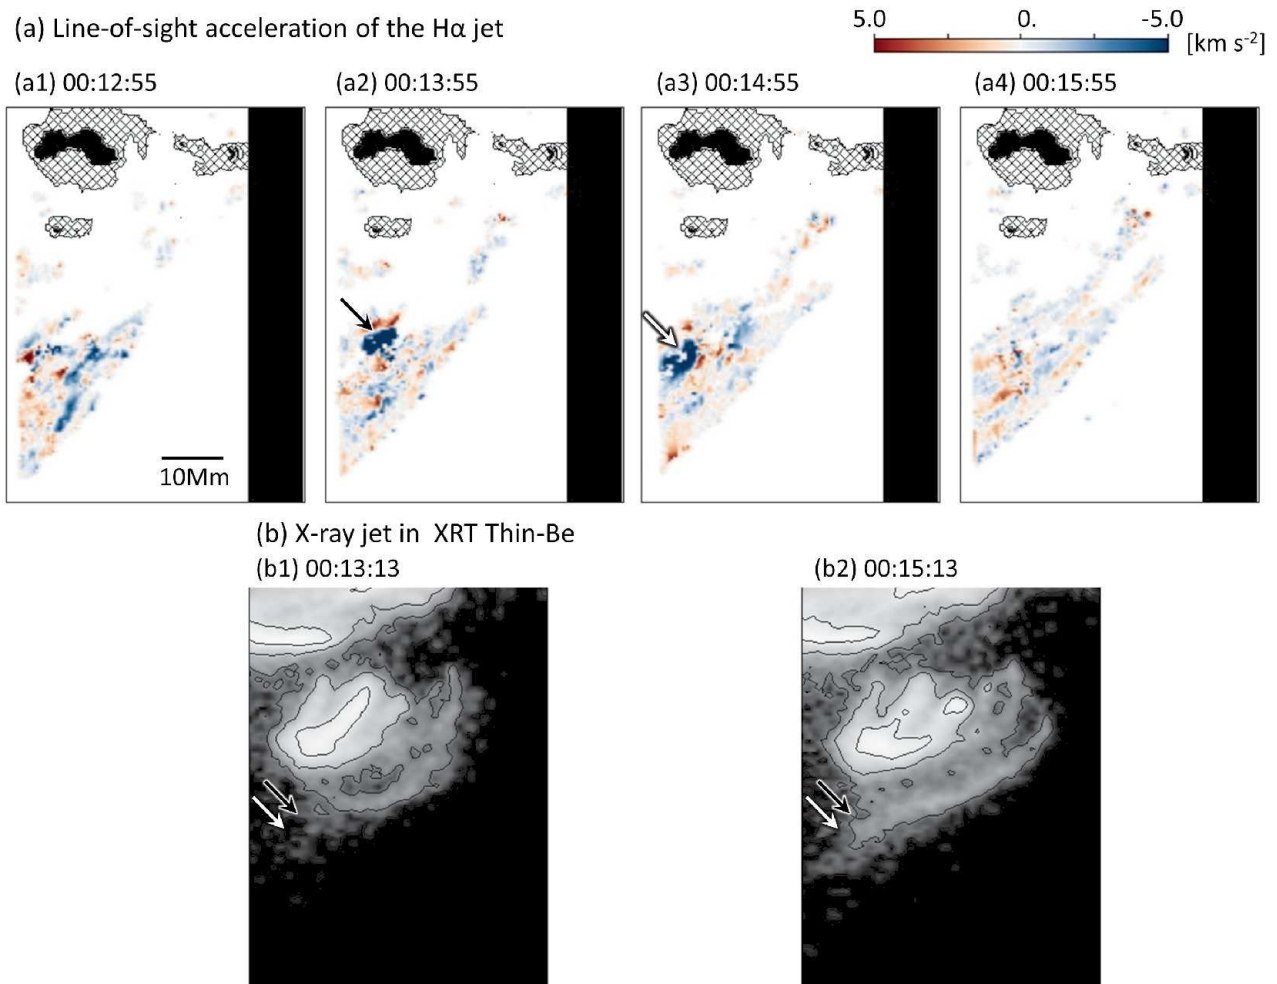 (a) Line-of-sight acceleration of the Hα jet
5.0 0. -5.0
[km s-2]
(a1) 00:12:55 (a2) 00:13:55 (a3) 00:14:55 (a4) 00:15:55
10Mm
(b) X-ray jet in XRT Thin-Be
(b1) 00:13:13 (b2) 00:15:13